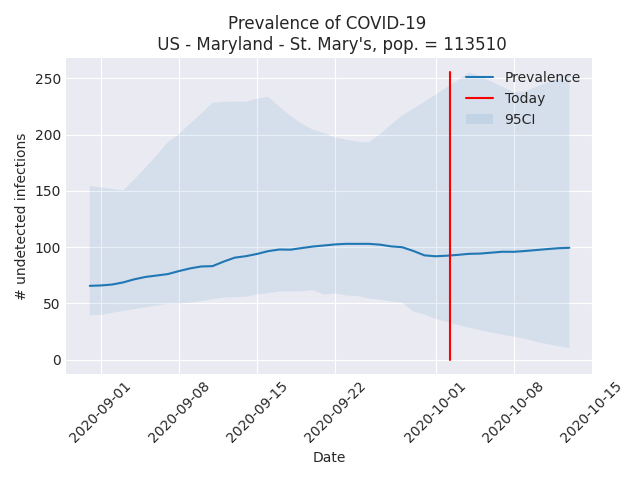 Prevalence of COVID-19
US - Maryland - St. Mary's, pop. = 113510
Prevalence
Today
95CI
# undetected infections
250
200
150
100
50
0
2020-09-01
2020-09-08
2020-09-15
2020-09-22
2020-10-01
2020-10-08
2020-10-15
Date